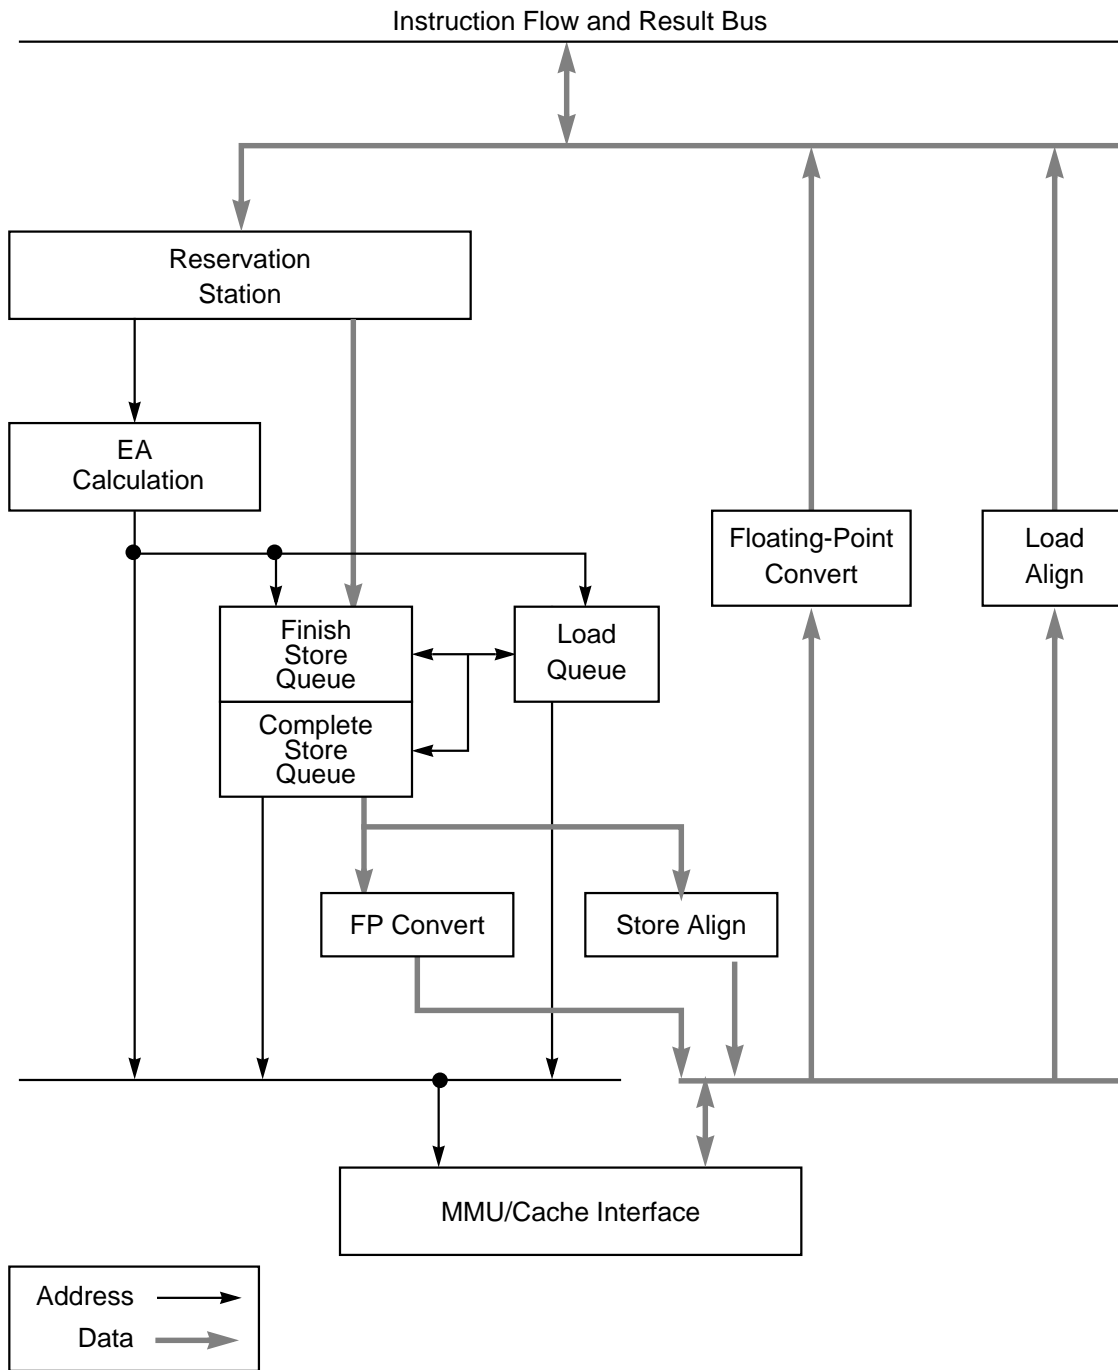 Instruction Flow and Result Bus
Reservation
Station
EA
Calculation
Floating-Point
Convert
Load
Align
Finish
Store
Queue
Load
Queue
Complete
Store
Queue
FP Convert
Store Align
MMU/Cache Interface
Address
Data